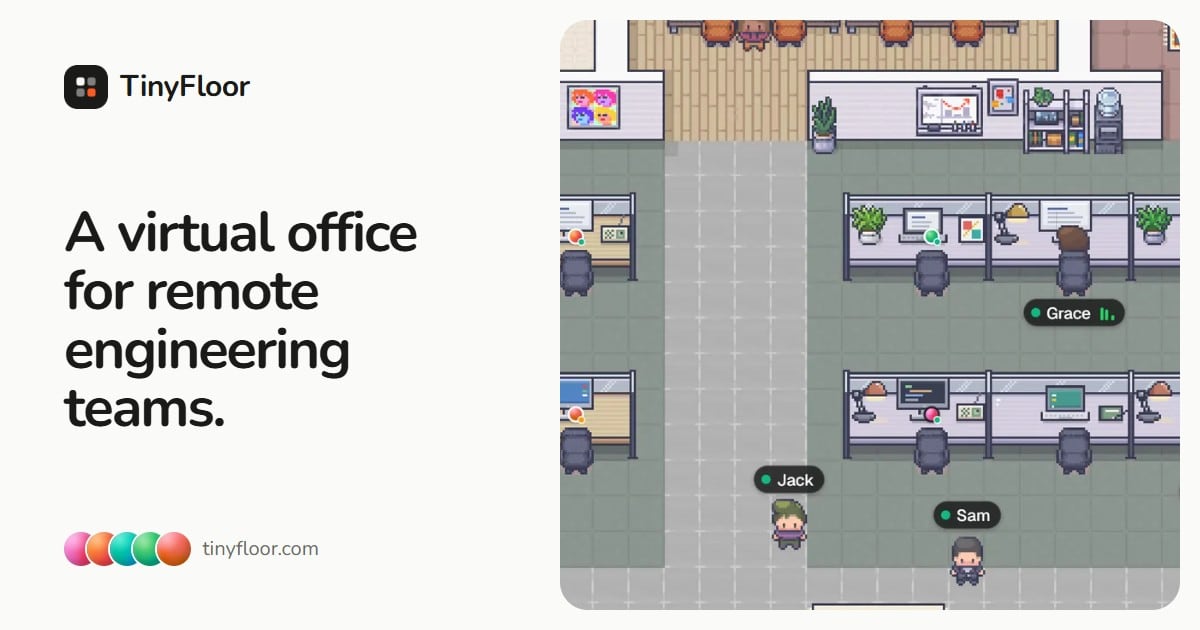 TinyFloor
A virtual office
for remote
engineering
teams.
tinyfloor.com
Grace
Jack
Sam